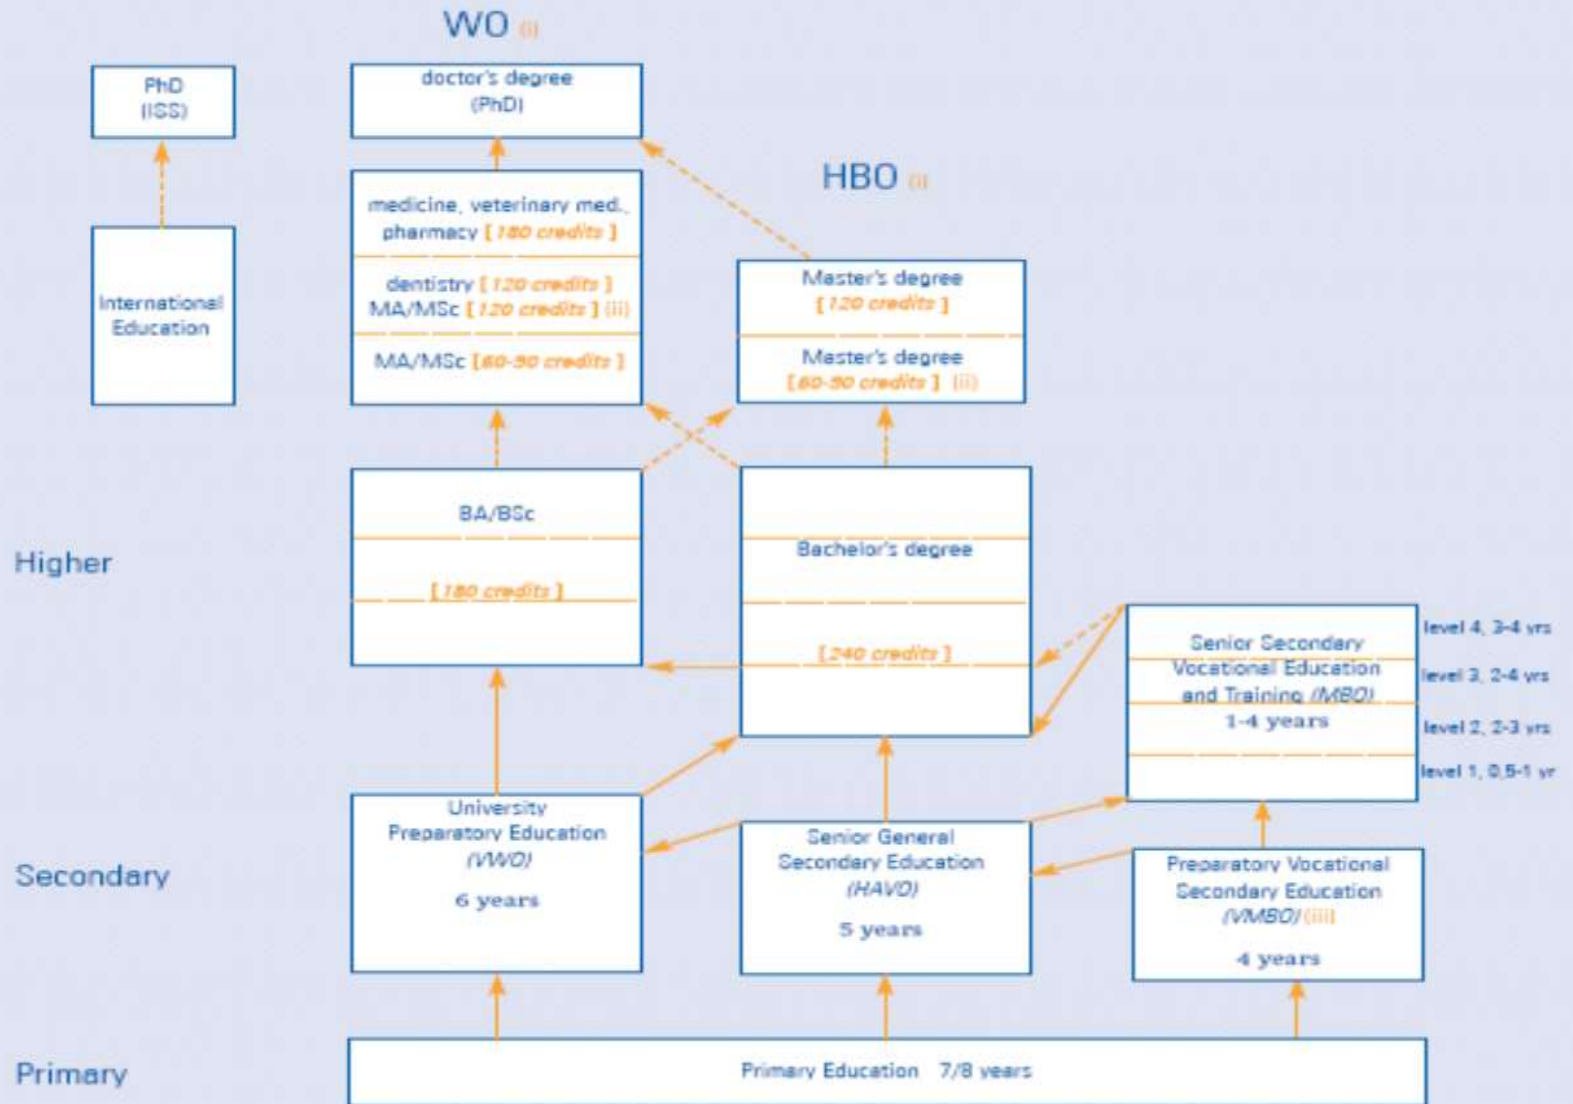 WO (i)
PhD
(ISS)
doctor's degree
(PhD)
HBO (i)
medicine, veterinary med.,
pharmacy [ 180 credits ]
dentistry [ 120 credits ]
MA/MSc [ 120 credits ] (ii)
MA/MSc [60-90 credits ]
International
Education
Master's degree
[ 120 credits ]
Master's degree
[60-90 credits ] (ii)
Higher
BA/BSc
[ 180 credits ]
Bachelor's degree
[ 240 credits ]
Senior Secondary
Vocational Education
and Training (MBO)
1-4 years
level 4, 3-4 yrs
level 3, 2-4 yrs
level 2, 2-3 yrs
level 1, 0,5-1 yr
Secondary
University
Preparatory Education
(VWO)
6 years
Senior General
Secondary Education
(HAVO)
5 years
Preparatory Vocational
Secondary Education
(VMBO) (iii)
4 years
Primary
Primary Education 7/8 years